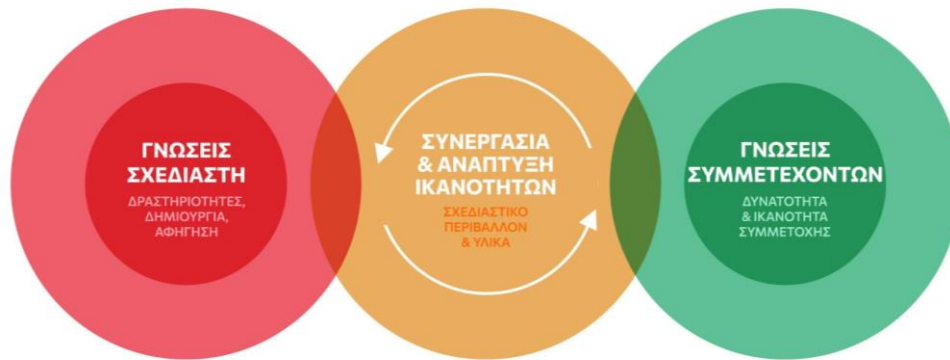 ΓΝΩΣΕΙΣ
ΣΧΕΔΙΑΣΤΗ
ΔΡΑΣΤΗΡΙΟΤΗΤΕΣ,
ΔΗΜΙΟΥΡΓΙΑ,
ΑΦΗΓΗΣΗ
ΣΥΝΕΡΓΑΣΙΑ
& ΑΝΑΠΤΥΞΗ
ΙΚΑΝΟΤΗΤΩΝ
ΣΧΕΔΙΑΣΤΙΚΟ
ΠΕΡΙΒΑΛΛΟΝ
& ΥΛΙΚΑ
ΓΝΩΣΕΙΣ
ΣΥΜΜΕΤΕΧΟΝΤΩΝ
ΔΥΝΑΤΟΤΗΤΑ
& ΙΚΑΝΟΤΗΤΑ
ΣΥΜΜΕΤΟΧΗΣ